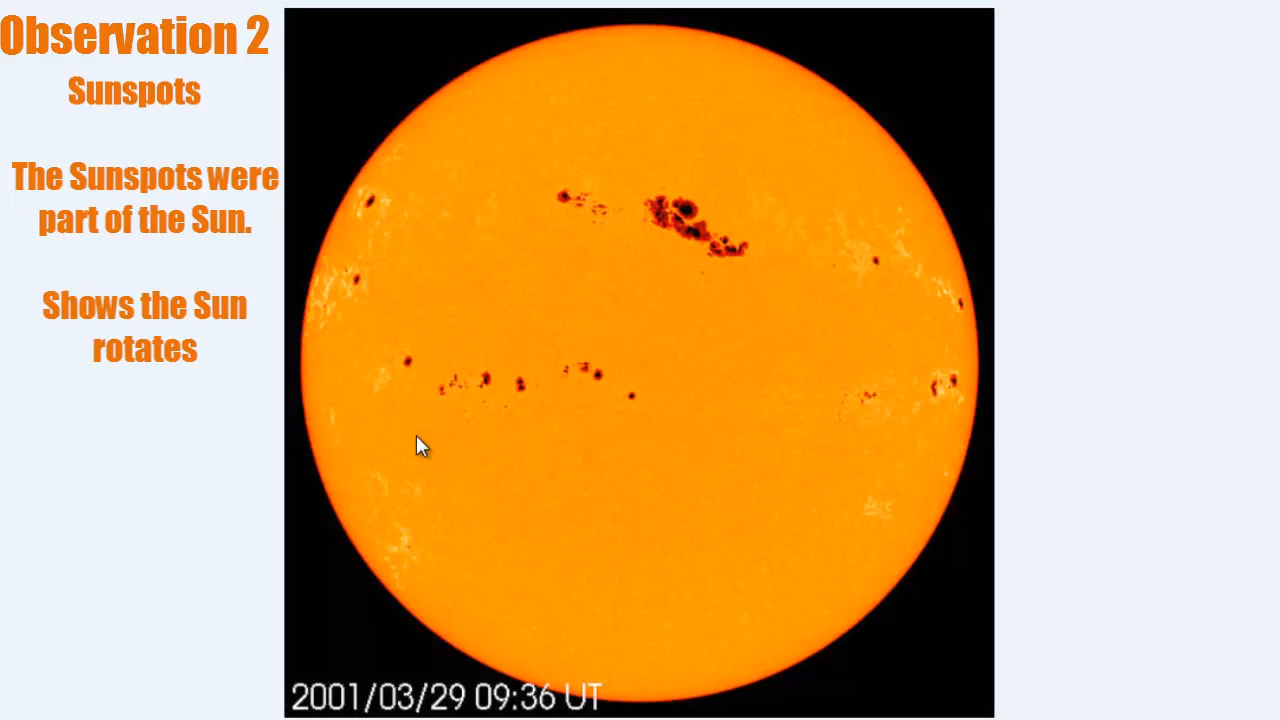 Observation 2
Sunspots
The Sunspots were
part of the Sun.
Shows the Sun
rotates
2001/03/29 09:36 UT